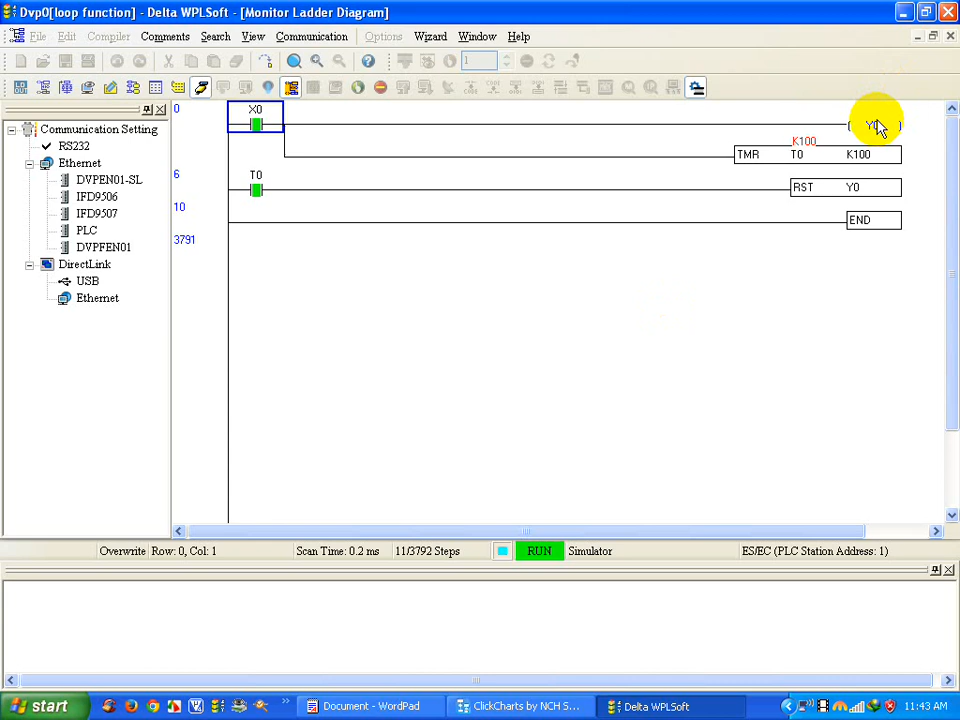 Dvp0[loop function] - Delta WPLSoft - [Monitor Ladder Diagram]
File Edit Compiler Comments Search View Communication Options Wizard Window Help
1
Communication Setting
RS232
Ethernet
DVPEN01-SL
IFD9506
IFD9507
PLC
DVPFEN01
DirectLink
USB
Ethernet
0 X0 Y0
K100
TMR T0 K100
6 T0 RST Y0
10 END
3791
Overwrite Row: 0, Col: 1 Scan Time: 0.2 ms 11/3792 Steps RUN Simulator ES/EC (PLC Station Address: 1)
start Document - WordPad ClickCharts by NCH S... Delta WPLSoft 11:43 AM